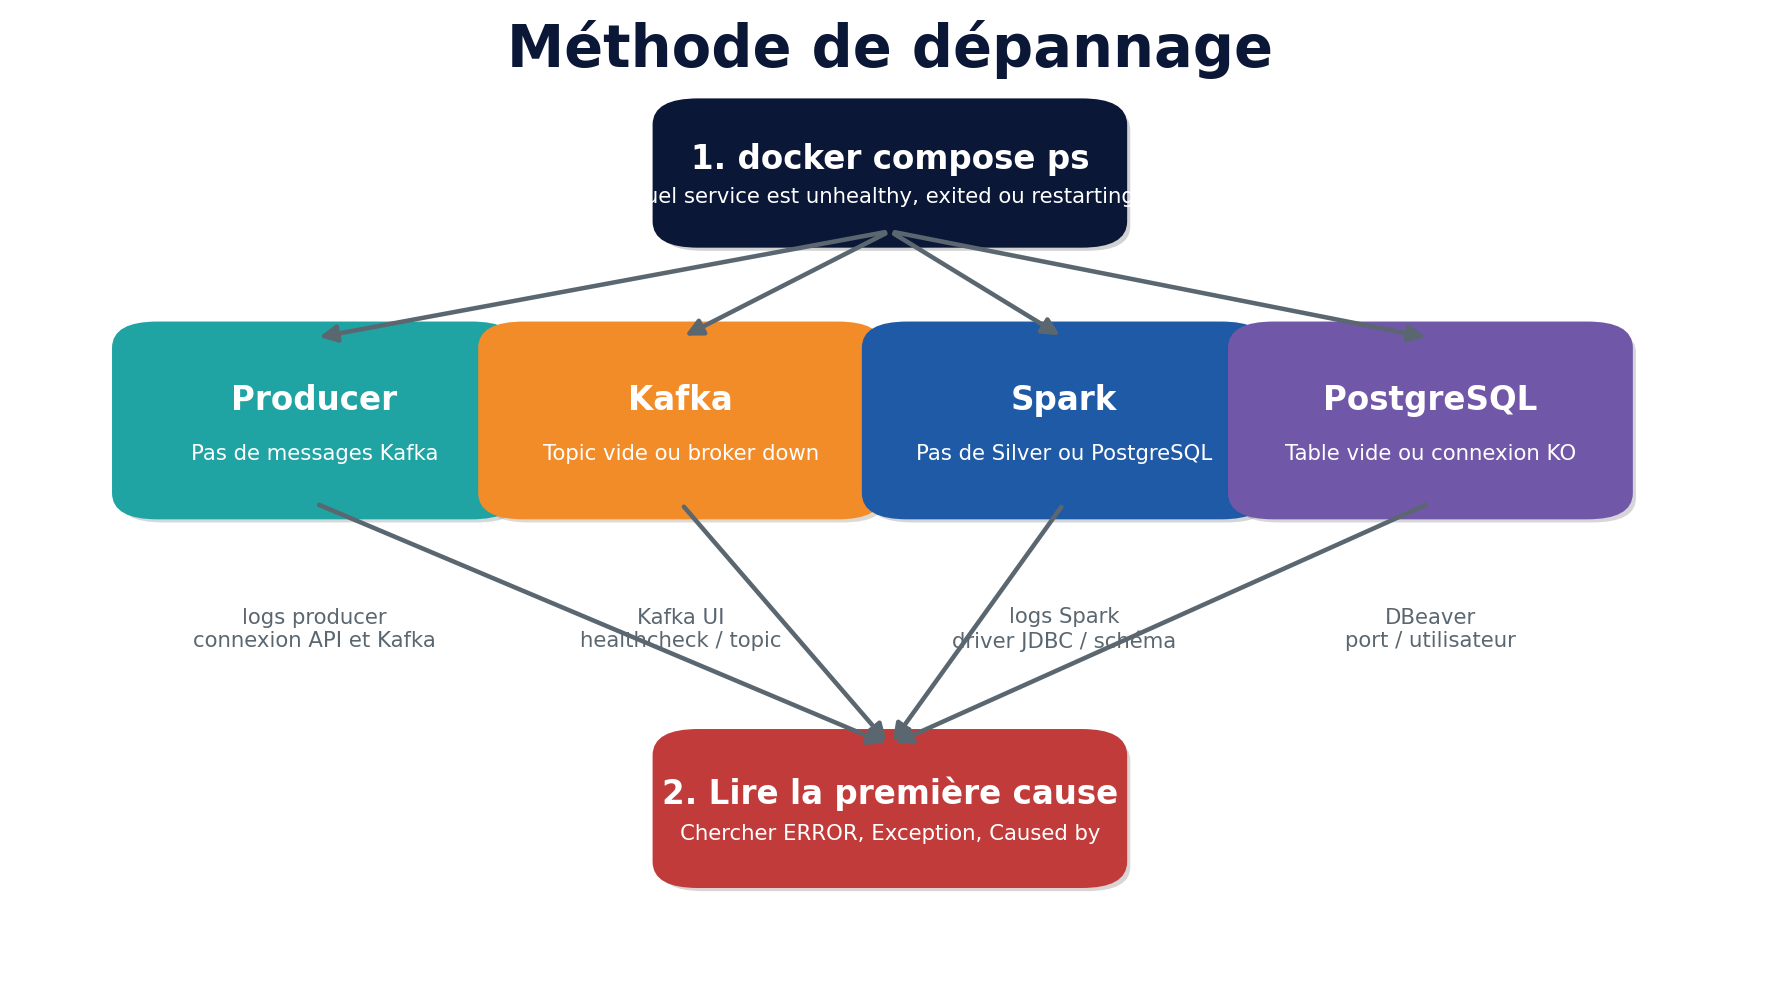 Méthode de dépannage
1. docker compose ps
uel service est unhealthy, exited ou restarting
Producer
Pas de messages Kafka
Kafka
Topic vide ou broker down
Spark
Pas de Silver ou PostgreSQL
PostgreSQL
Table vide ou connexion KO
logs producer
connexion API et Kafka
Kafka UI
healthcheck / topic
logs Spark
driver JDBC / schéma
DBeaver
port / utilisateur
2. Lire la première cause
Chercher ERROR, Exception, Caused by